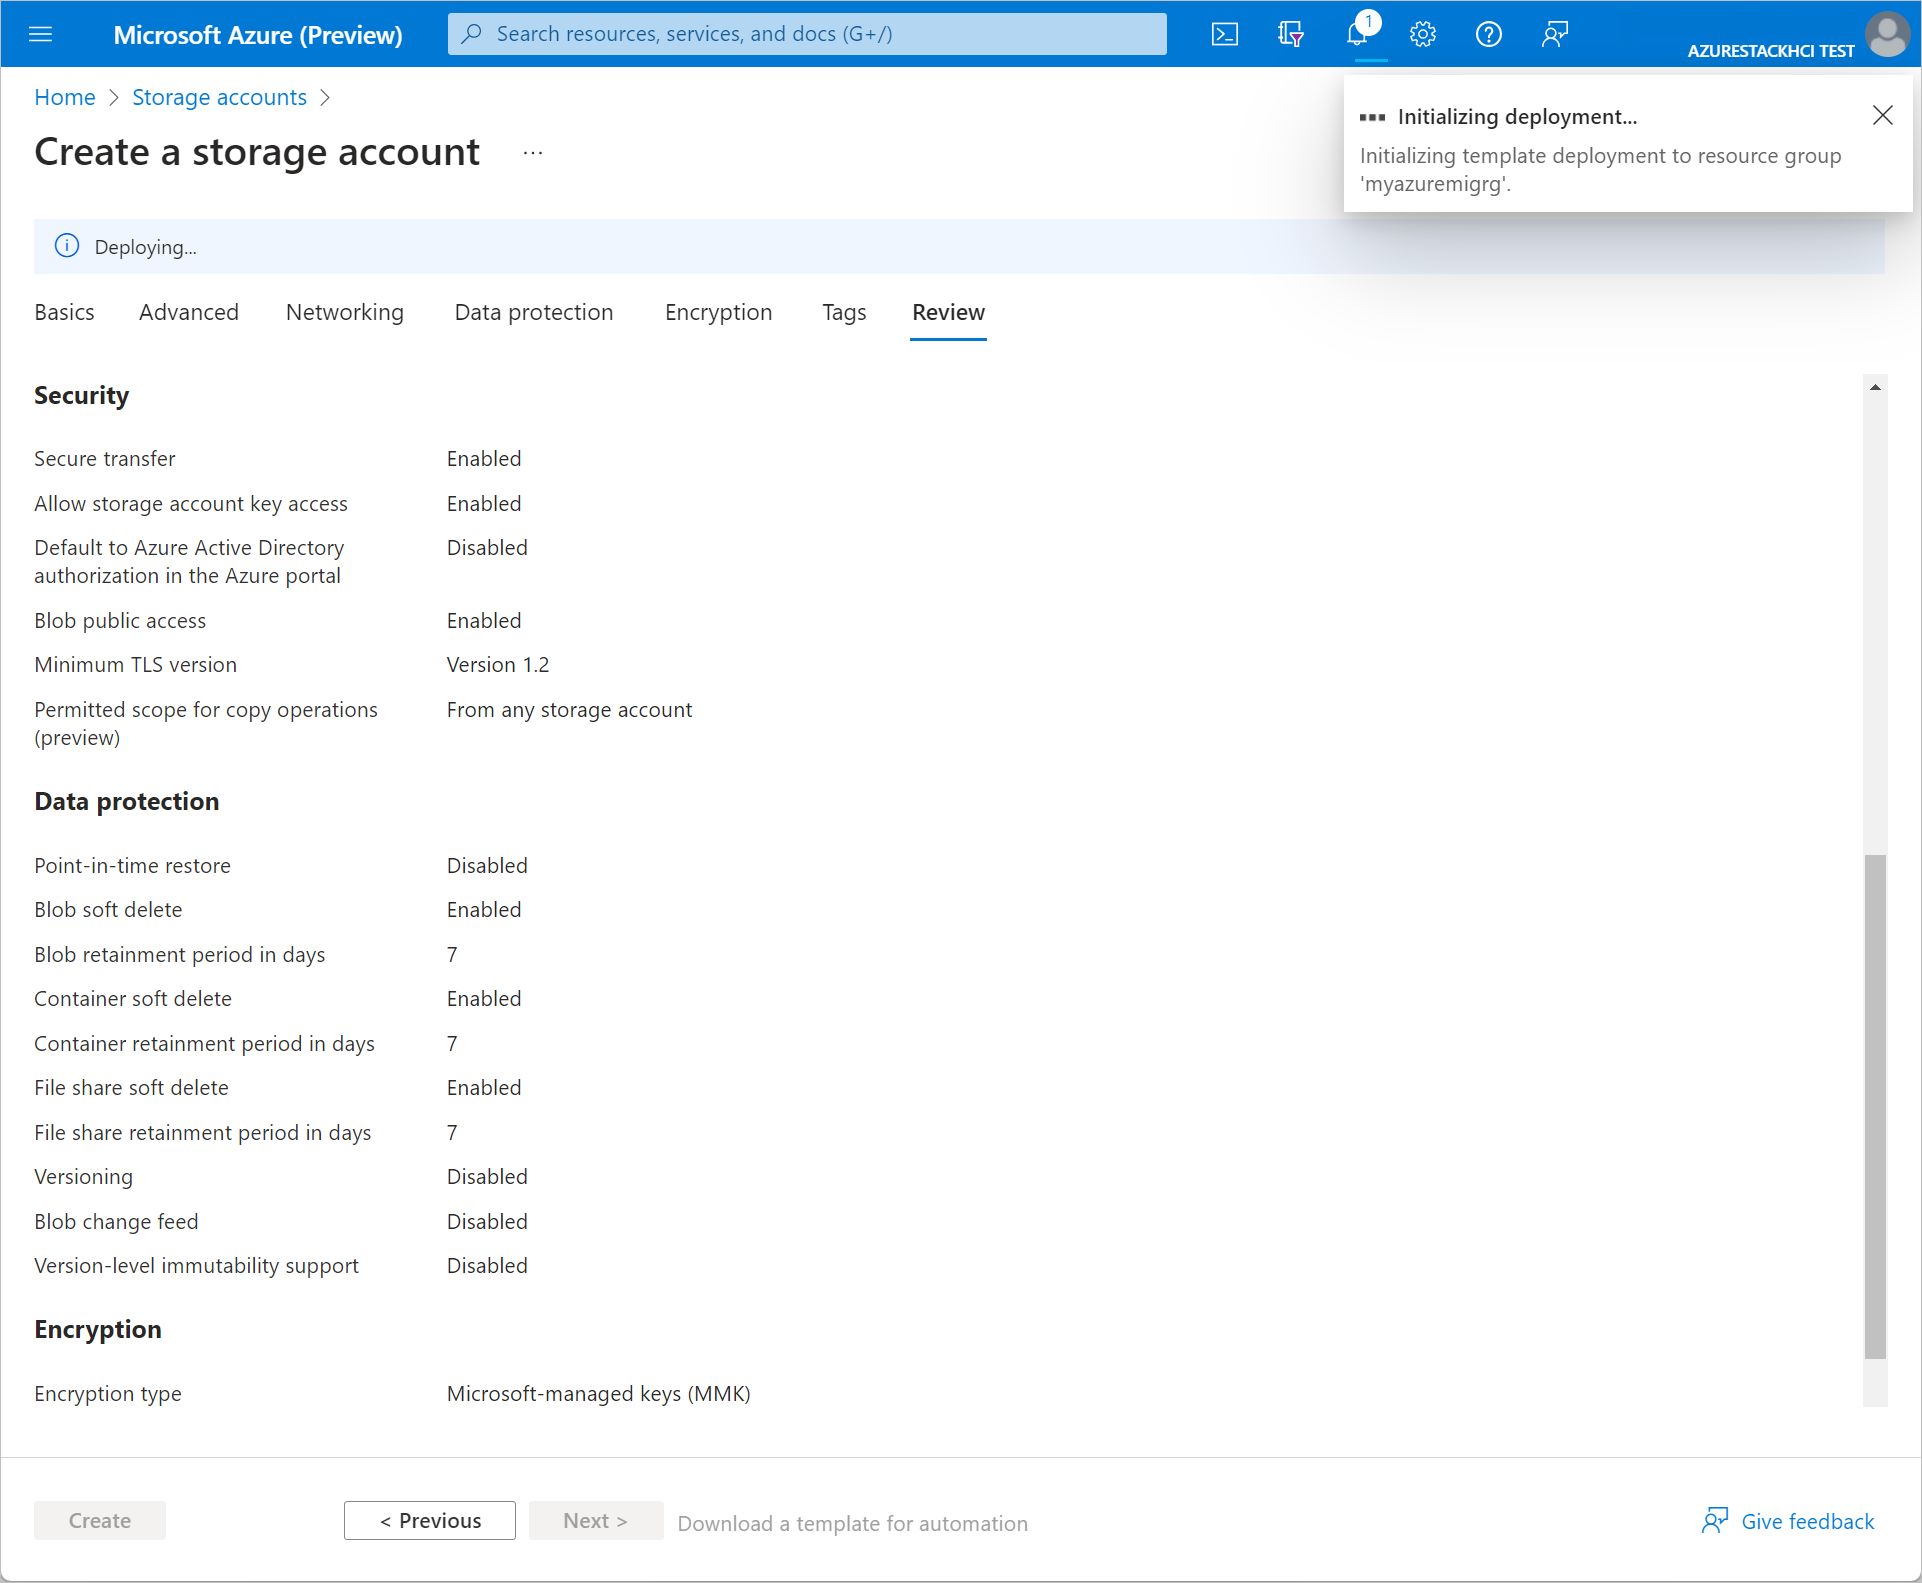 Microsoft Azure (Preview)
Search resources, services, and docs (G+/)
1
AZURESTACKHCI TEST
Home > Storage accounts >
Create a storage account ...
Initializing deployment...
Initializing template deployment to resource group
'myazuremigrg'.
Deploying...
Basics Advanced Networking Data protection Encryption Tags Review
Security
Secure transfer Enabled
Allow storage account key access Enabled
Default to Azure Active Directory Disabled
authorization in the Azure portal
Blob public access Enabled
Minimum TLS version Version 1.2
Permitted scope for copy operations From any storage account
(preview)
Data protection
Point-in-time restore Disabled
Blob soft delete Enabled
Blob retainment period in days 7
Container soft delete Enabled
Container retainment period in days 7
File share soft delete Enabled
File share retainment period in days 7
Versioning Disabled
Blob change feed Disabled
Version-level immutability support Disabled
Encryption
Encryption type Microsoft-managed keys (MMK)
Create < Previous Next > Download a template for automation Give feedback